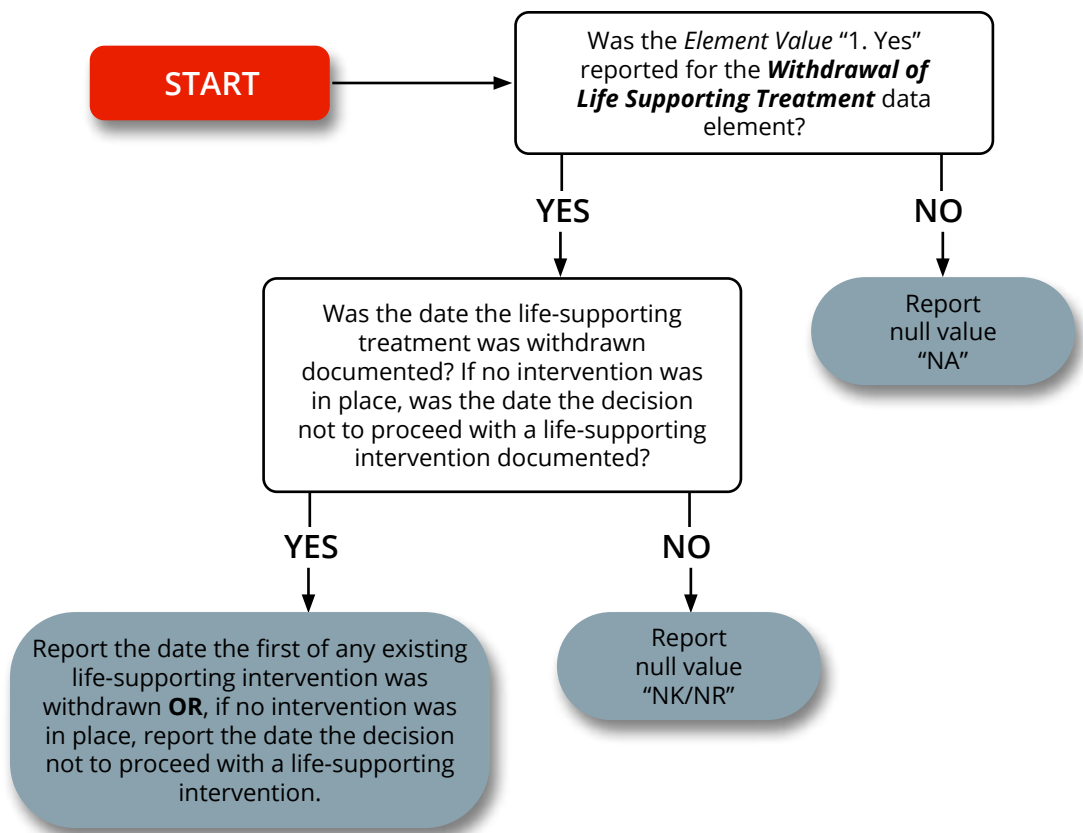 START
Was the Element Value “1. Yes”
reported for the Withdrawal of
Life Supporting Treatment data
element?
YES
NO
Was the date the life-supporting
treatment was withdrawn
documented? If no intervention was
in place, was the date the decision
not to proceed with a life-supporting
intervention documented?
Report
null value
“NA”
YES
NO
Report the date the first of any existing
life-supporting intervention was
withdrawn OR, if no intervention was
in place, report the date the decision
not to proceed with a life-supporting
intervention.
Report
null value
“NK/NR”